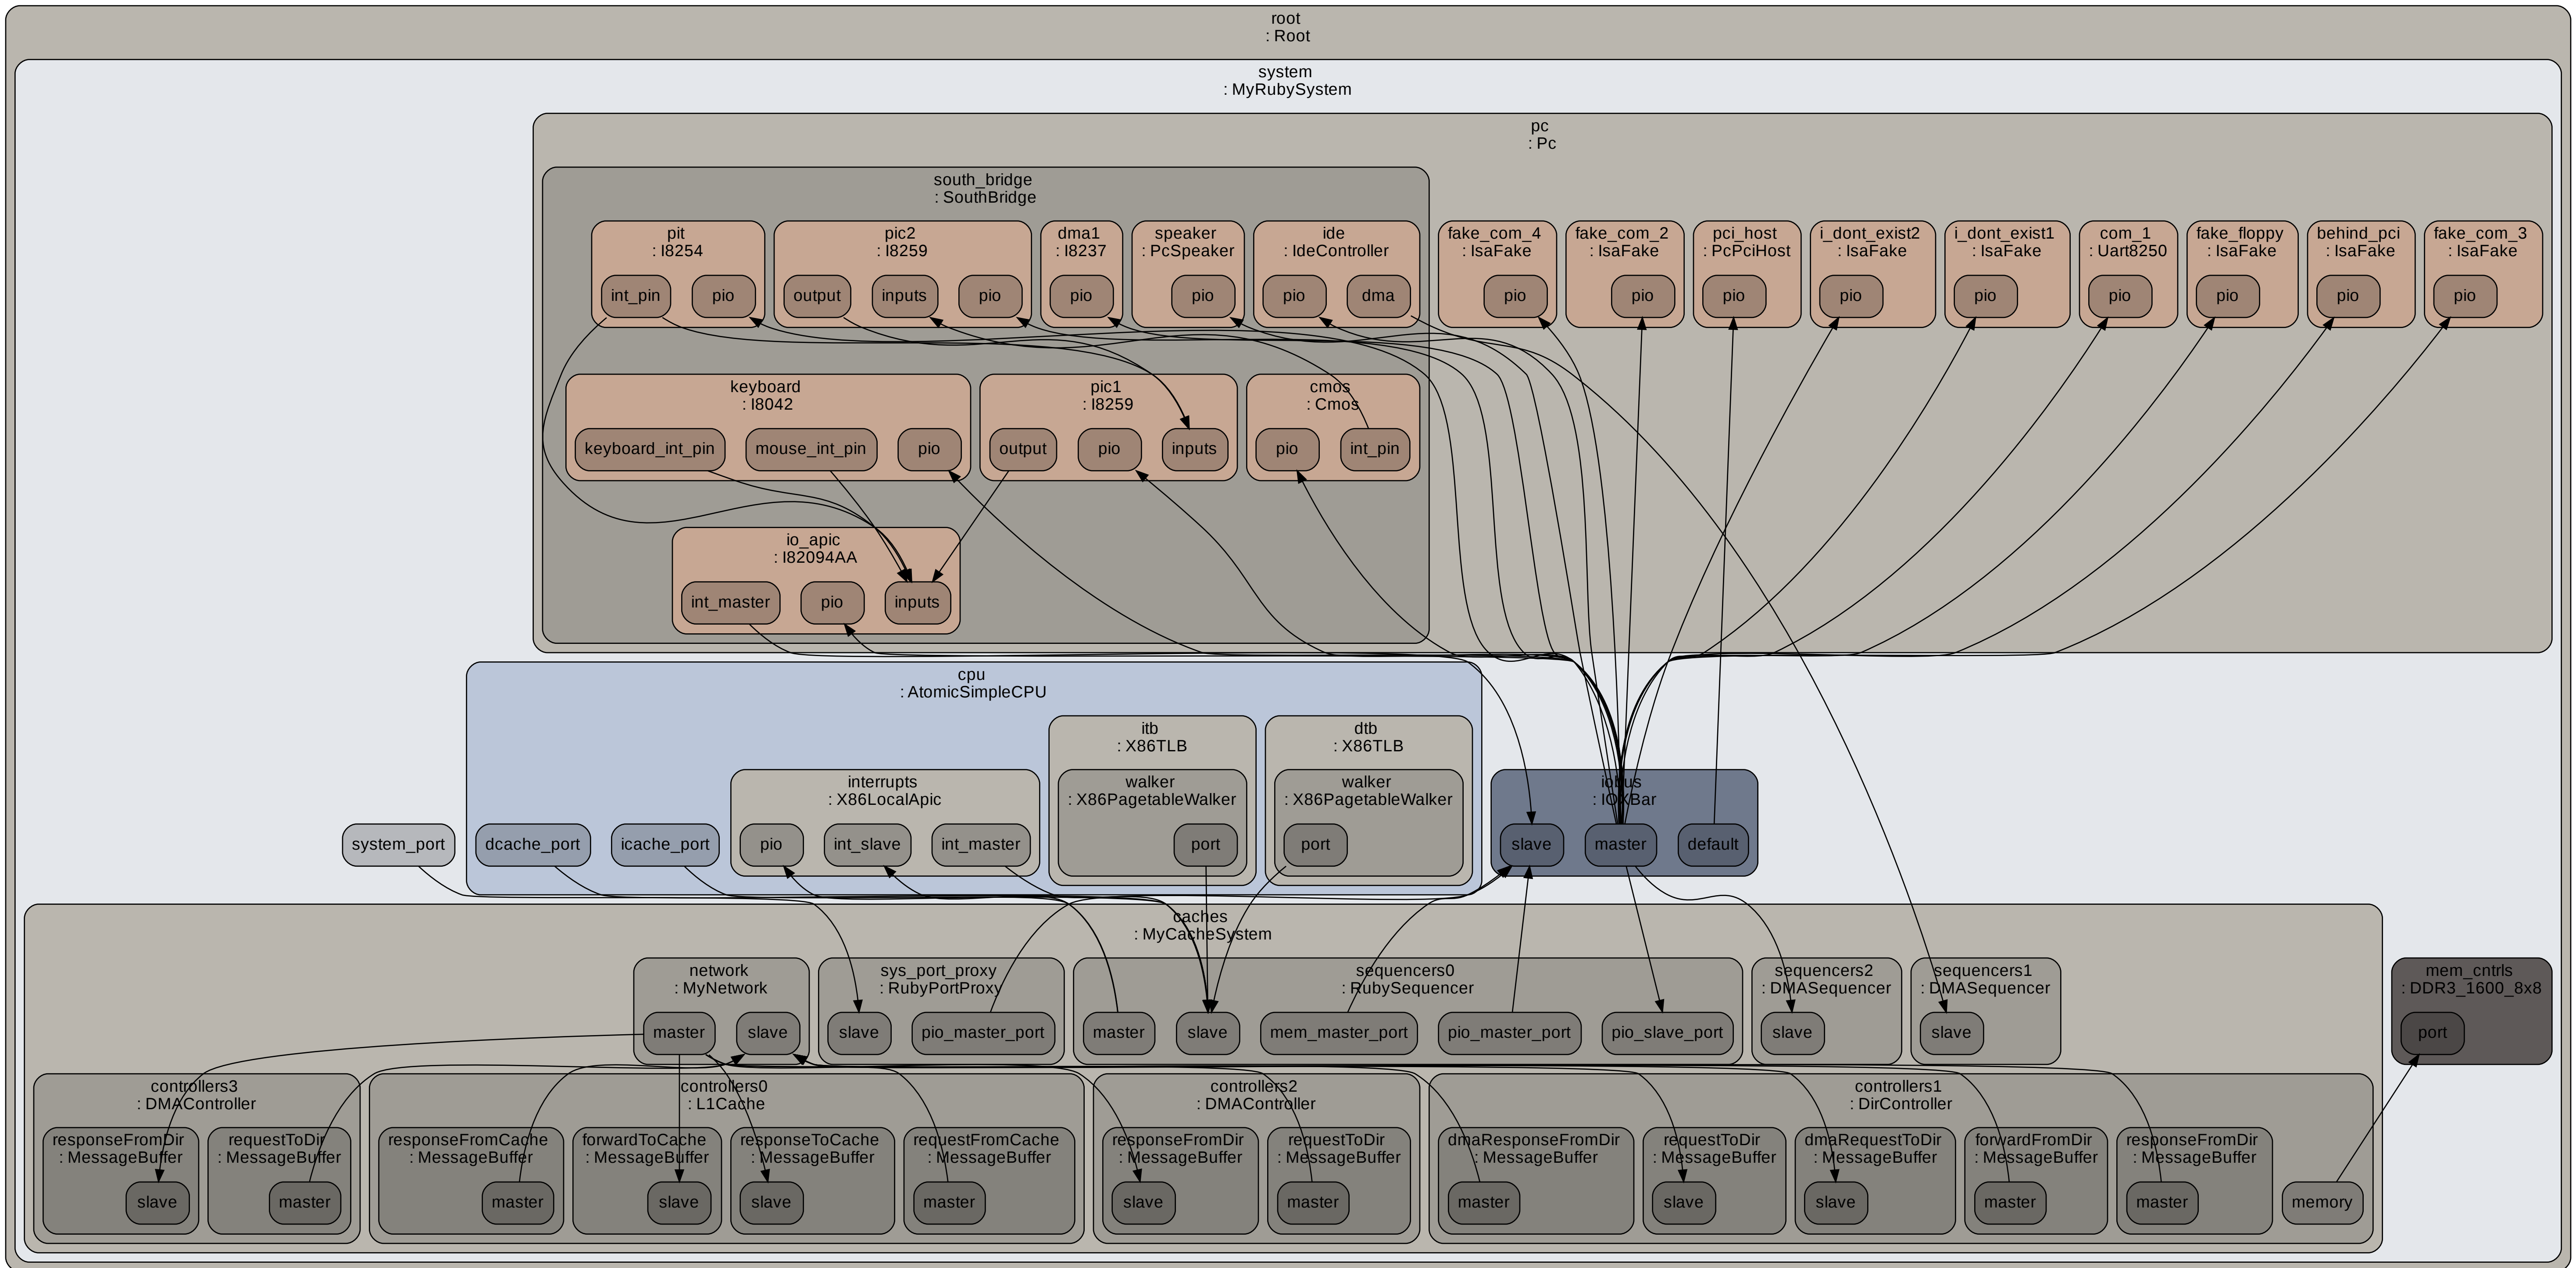 root
: Root
system
: MyRubySystem
pc
: Pc
south_bridge
: SouthBridge
pit
: I8254
int_pin
pio
pic2
: I8259
output
inputs
pio
dma1
: I8237
pio
speaker
: PcSpeaker
pio
ide
: IdeController
pio
dma
fake_com_4
: IsaFake
pio
fake_com_2
: IsaFake
pio
pci_host
: PcPciHost
pio
i_dont_exist2
: IsaFake
pio
i_dont_exist1
: IsaFake
pio
com_1
: Uart8250
pio
fake_floppy
: IsaFake
pio
behind_pci
: IsaFake
pio
fake_com_3
: IsaFake
pio
keyboard
: I8042
keyboard_int_pin
mouse_int_pin
pio
pic1
: I8259
output
pio
inputs
cmos
: Cmos
pio
int_pin
io_apic
: I82094AA
int_master
pio
inputs
cpu
: AtomicSimpleCPU
itb
: X86TLB
walker
: X86PagetableWalker
port
dtb
: X86TLB
walker
: X86PagetableWalker
port
interrupts
: X86LocalApic
pio
int_slave
int_master
system_port
dcache_port
icache_port
iobus
: IOXBar
slave
master
default
caches
: MyCacheSystem
network
: MyNetwork
master
slave
sys_port_proxy
: RubyPortProxy
slave
pio_master_port
sequencers0
: RubySequencer
master
slave
mem_master_port
pio_master_port
pio_slave_port
sequencers2
: DMASequencer
slave
sequencers1
: DMASequencer
slave
mem_cntrls
: DDR3_1600_8x8
port
controllers3
: DMAController
responseFromDir
: MessageBuffer
slave
requestToDir
: MessageBuffer
master
controllers0
: L1Cache
responseFromCache
: MessageBuffer
master
forwardToCache
: MessageBuffer
slave
responseToCache
: MessageBuffer
slave
requestFromCache
: MessageBuffer
master
controllers2
: DMAController
responseFromDir
: MessageBuffer
slave
requestToDir
: MessageBuffer
master
controllers1
: DirController
dmaResponseFromDir
: MessageBuffer
master
requestToDir
: MessageBuffer
slave
dmaRequestToDir
: MessageBuffer
slave
forwardFromDir
: MessageBuffer
master
responseFromDir
: MessageBuffer
master
memory